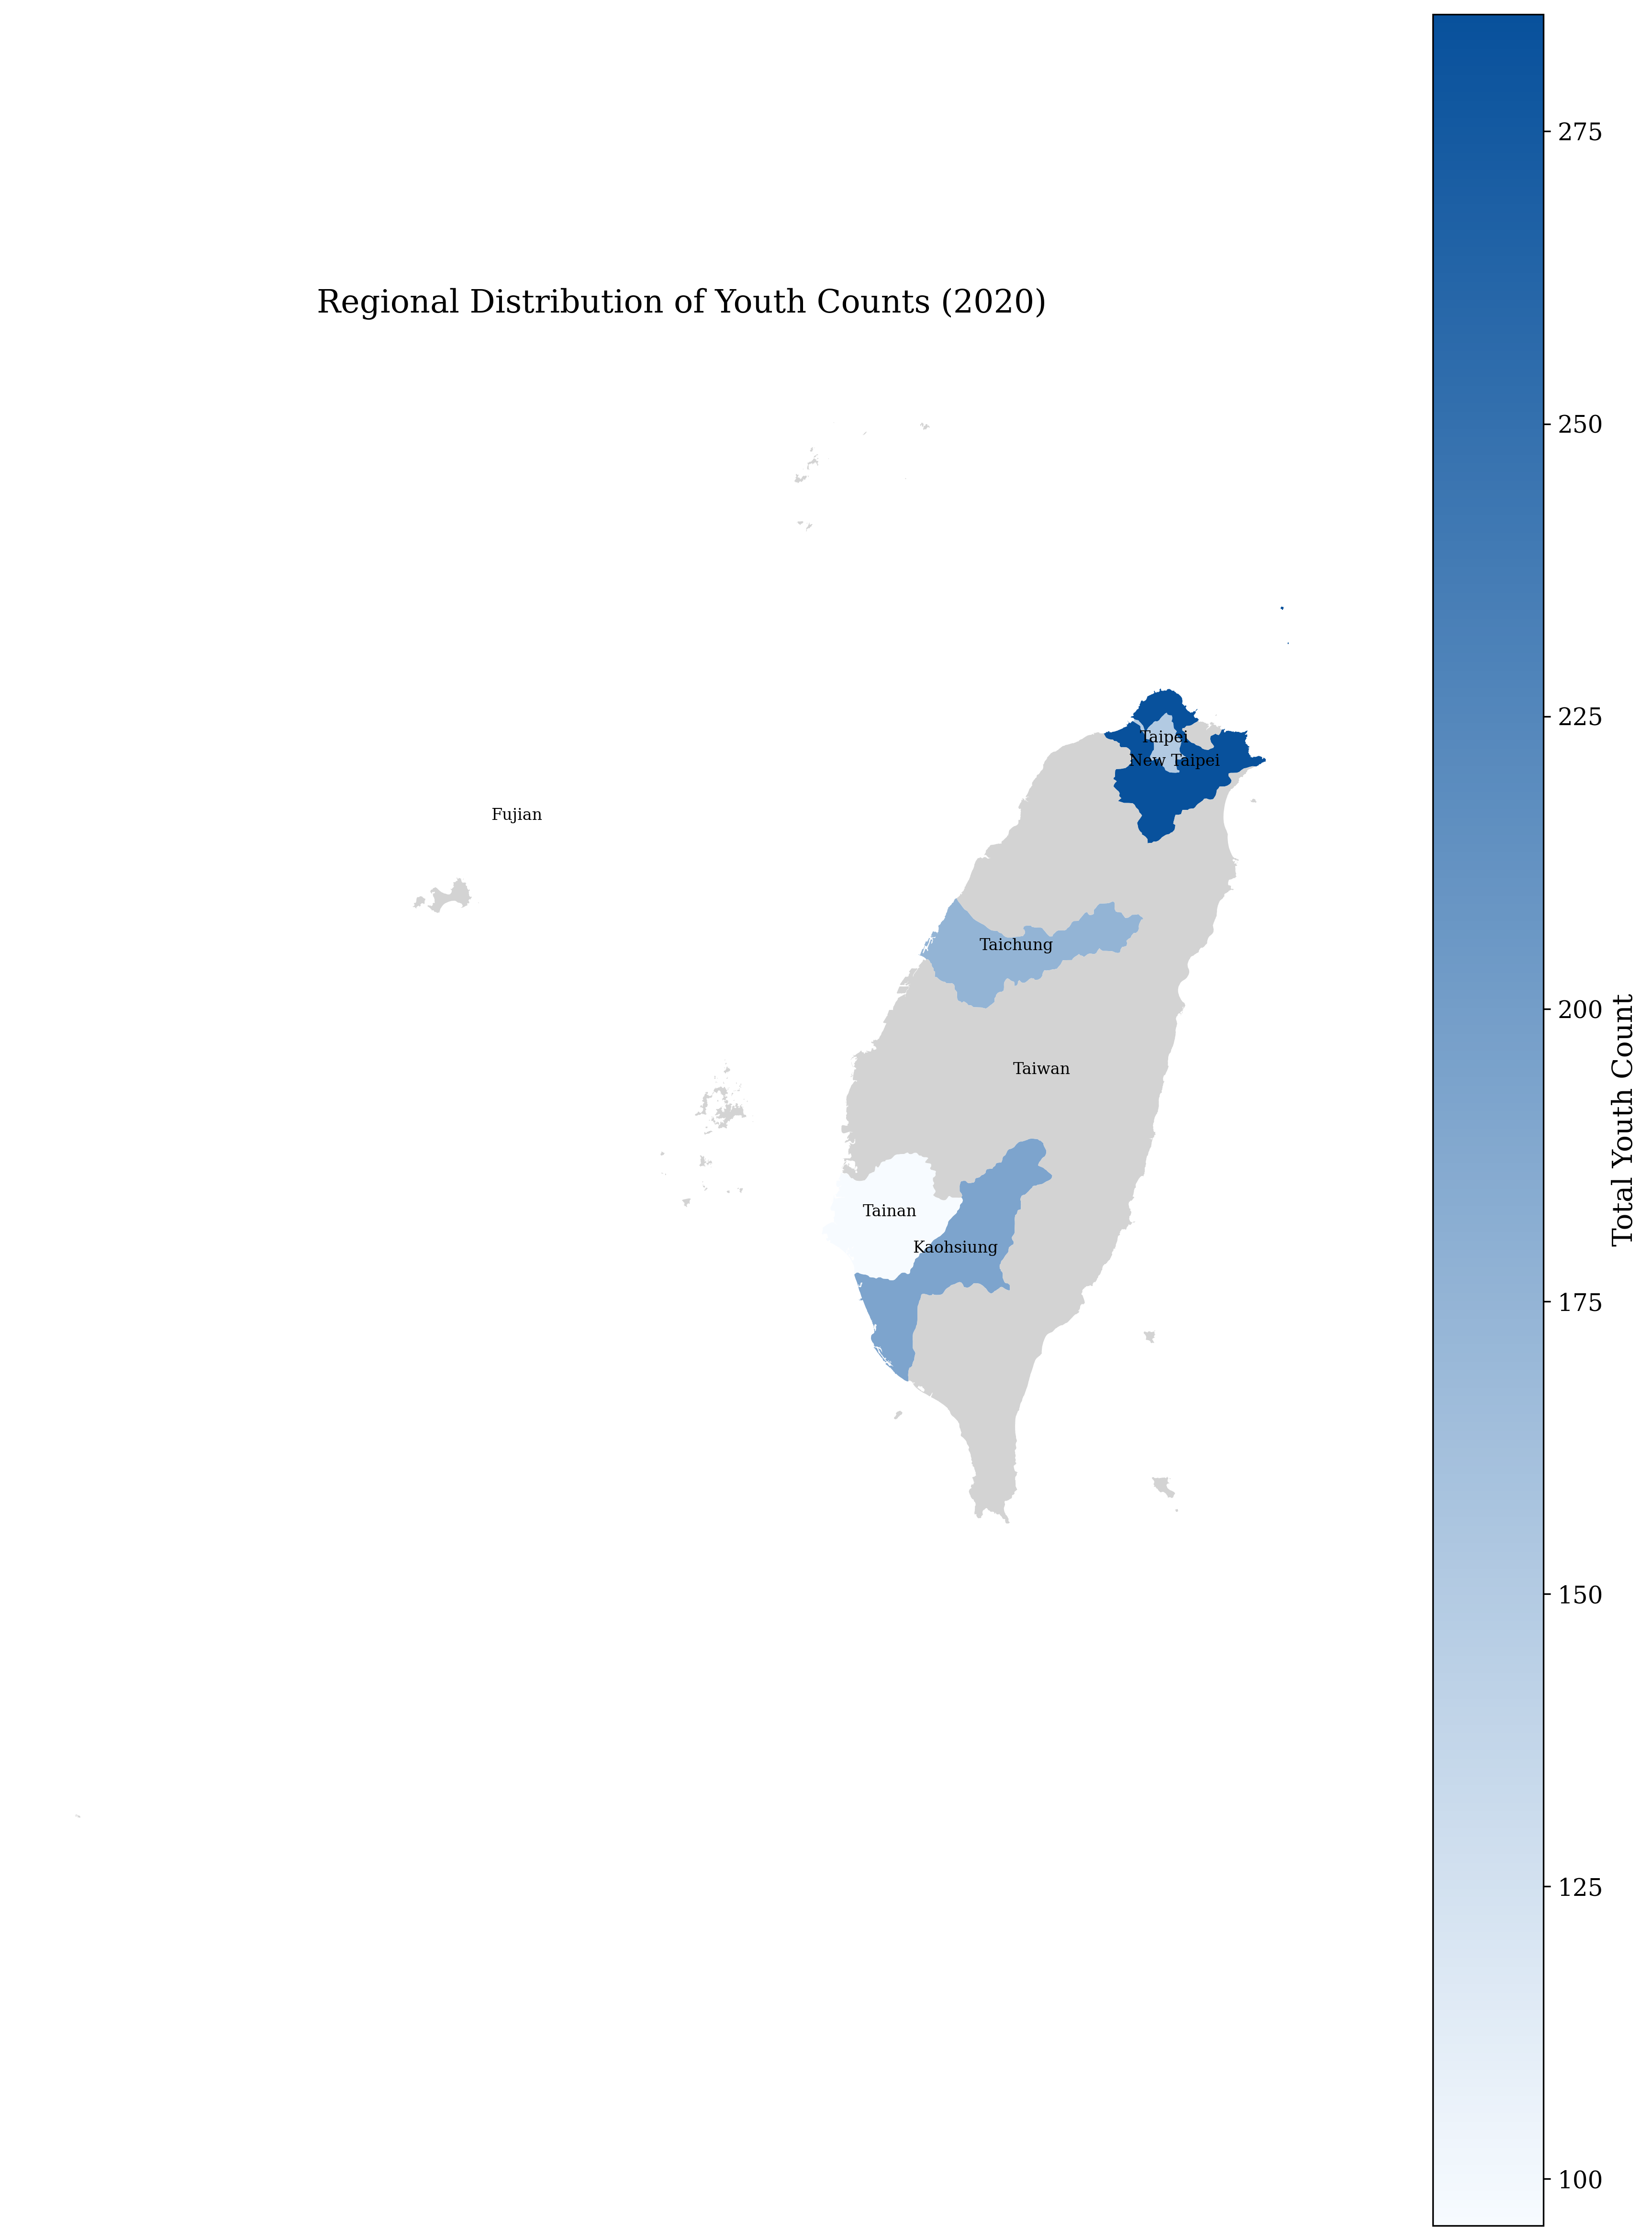 Regional Distribution of Youth Counts (2020)
Taipei
New Taipei
Fujian
Taichung
Taiwan
Tainan
Kaohsiung
275
250
225
200
175
150
125
100
Total Youth Count